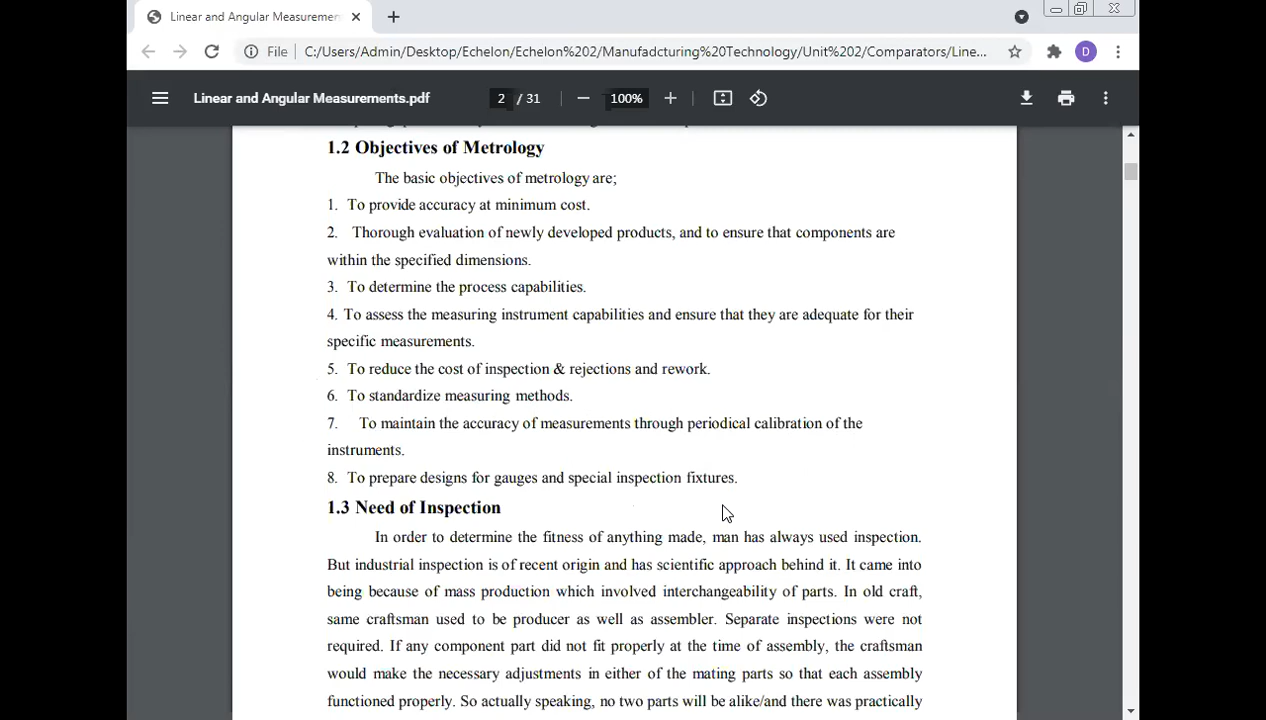 Linear and Angular Measuremen
File
C:/Users/Admin/Desktop/Echelon/Echelon%202/Manufadcturing%20Technology/Unit%202/Comparators/Line...
D
Linear and Angular Measurements.pdf
2 / 31
100%
1.2 Objectives of Metrology
The basic objectives of metrology are;
1. To provide accuracy at minimum cost.
2. Thorough evaluation of newly developed products, and to ensure that components are
within the specified dimensions.
3. To determine the process capabilities.
4. To assess the measuring instrument capabilities and ensure that they are adequate for their
specific measurements.
5. To reduce the cost of inspection & rejections and rework.
6. To standardize measuring methods.
7. To maintain the accuracy of measurements through periodical calibration of the
instruments.
8. To prepare designs for gauges and special inspection fixtures.
1.3 Need of Inspection
In order to determine the fitness of anything made, man has always used inspection.
But industrial inspection is of recent origin and has scientific approach behind it. It came into
being because of mass production which involved interchangeability of parts. In old craft,
same craftsman used to be producer as well as assembler. Separate inspections were not
required. If any component part did not fit properly at the time of assembly, the craftsman
would make the necessary adjustments in either of the mating parts so that each assembly
functioned properly. So actually speaking, no two parts will be alike/and there was practically